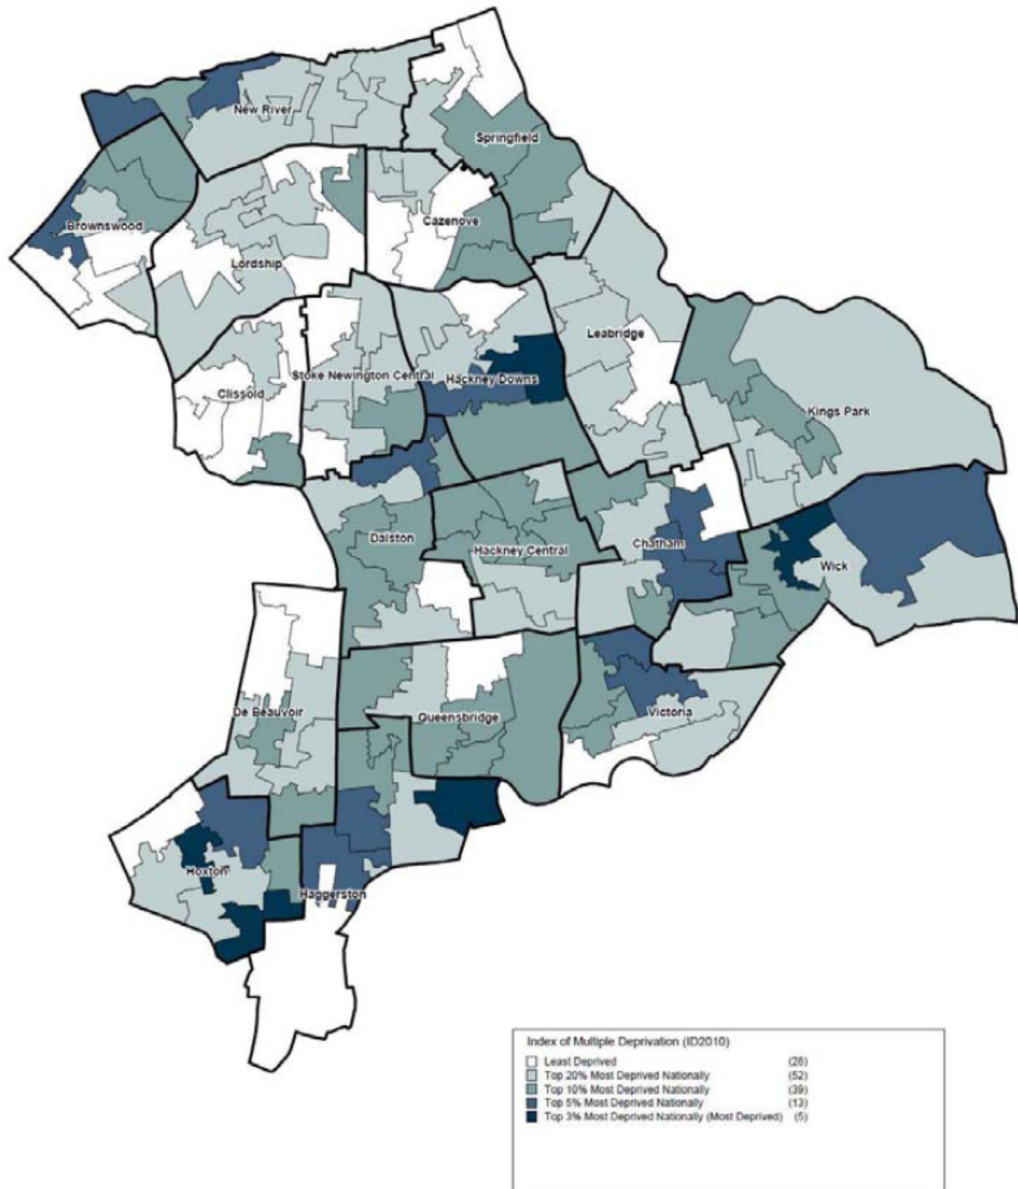 New River
Springfield
Brownswood
Cazenove
Lordship
Leabridge
Stoke Newington Central
Hackney Downs
Clissold
Kings Park
Dalston
Hackney Central
Chatham
Wick
De Beauvoir
Queensbridge
Victoria
Hoxton
Haggerston
Index of Multiple Deprivation (ID2010)
Least Deprived (26)
Top 20% Most Deprived Nationally (52)
Top 10% Most Deprived Nationally (39)
Top 5% Most Deprived Nationally (13)
Top 3% Most Deprived Nationally (Most Deprived) (5)